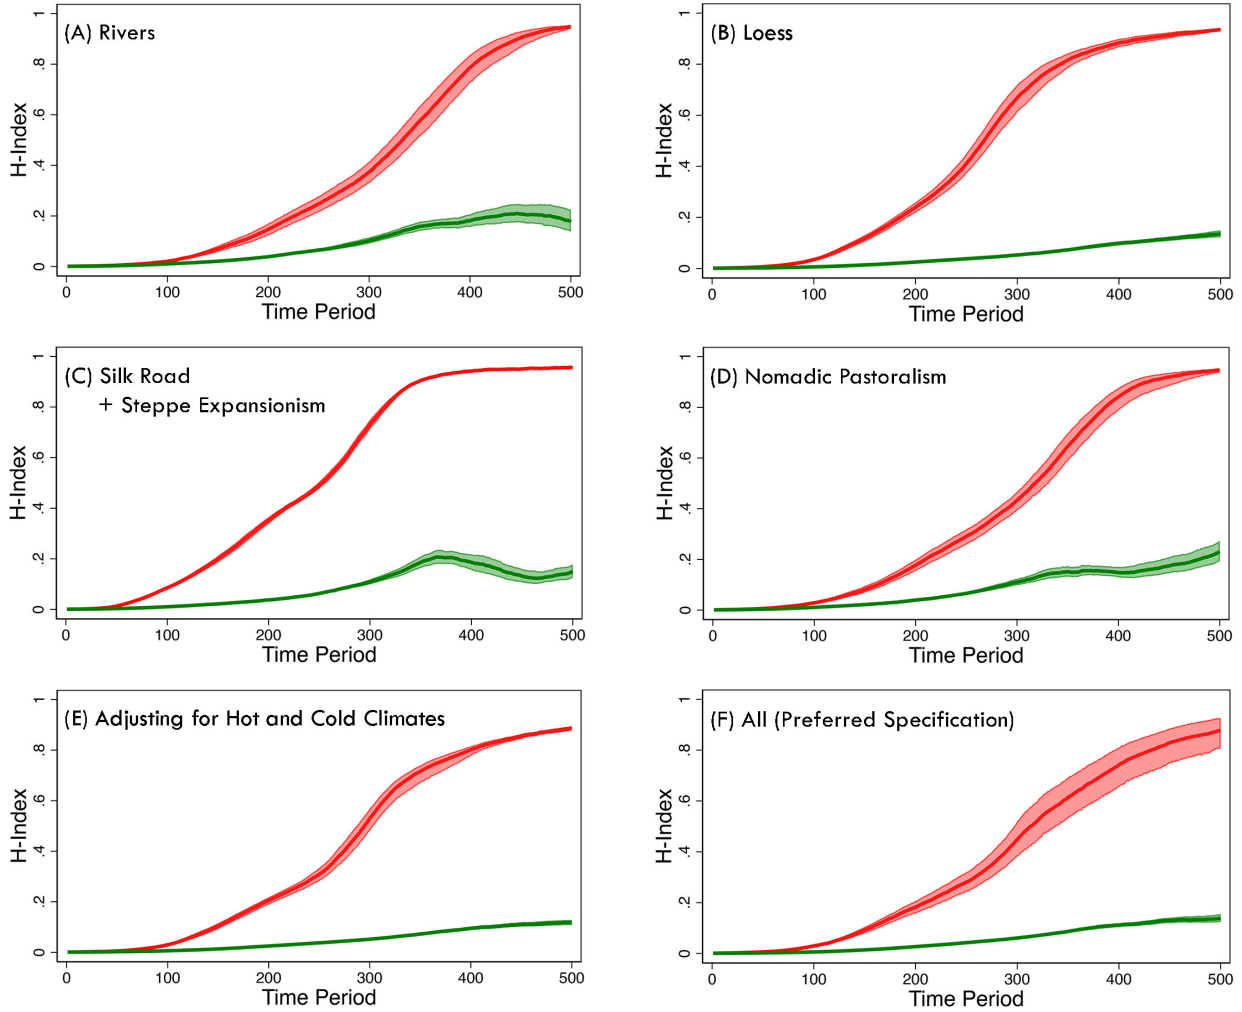 (A) Rivers
H-Index
0 .2 .4 .6 .8 1
0 100 200 300 400 500
Time Period
(B) Loess
H-Index
0 .2 .4 .6 .8 1
0 100 200 300 400 500
Time Period
(C) Silk Road
+ Steppe Expansionism
H-Index
0 .2 .4 .6 .8 1
0 100 200 300 400 500
Time Period
(D) Nomadic Pastoralism
H-Index
0 .2 .4 .6 .8 1
0 100 200 300 400 500
Time Period
(E) Adjusting for Hot and Cold Climates
H-Index
0 .2 .4 .6 .8 1
0 100 200 300 400 500
Time Period
(F) All (Preferred Specification)
H-Index
0 .2 .4 .6 .8 1
0 100 200 300 400 500
Time Period